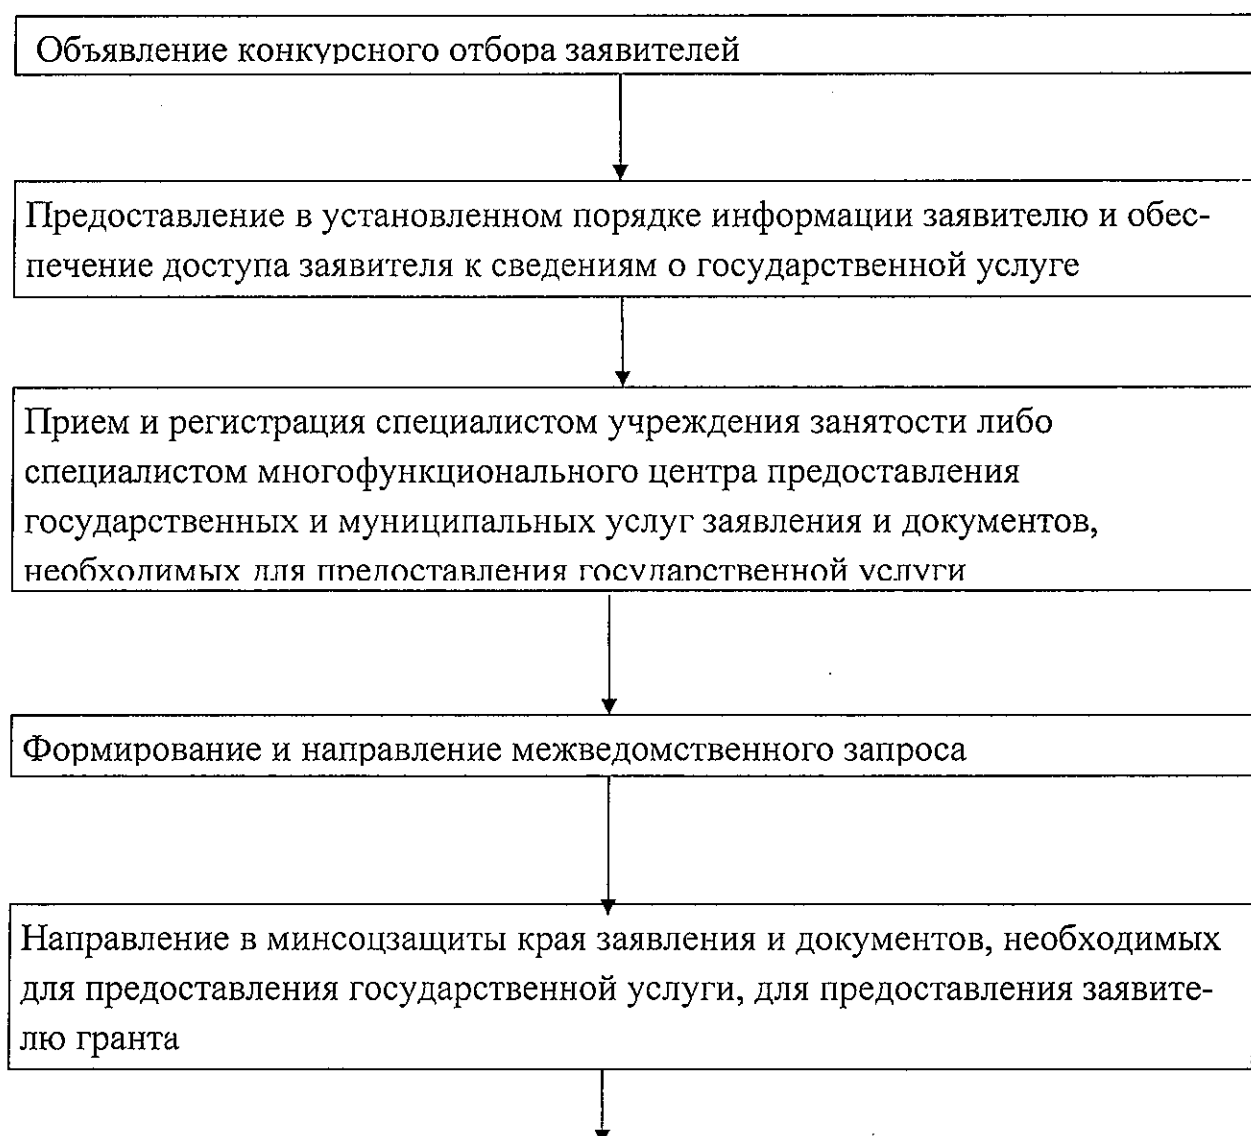 Объявление конкурсного отбора заявителей
Предоставление в установленном порядке информации заявителю и обес-
печение доступа заявителя к сведениям о государственной услуге
Прием и регистрация специалистом учреждения занятости либо
специалистом многофункционального центра предоставления
государственных и муниципальных услуг заявления и документов,
необходимых для предоставления государственной услуги
Формирование и направление межведомственного запроса
Направление в минсоцзащиты края заявления и документов, необходимых
для предоставления государственной услуги, для предоставления заявите-
лю гранта